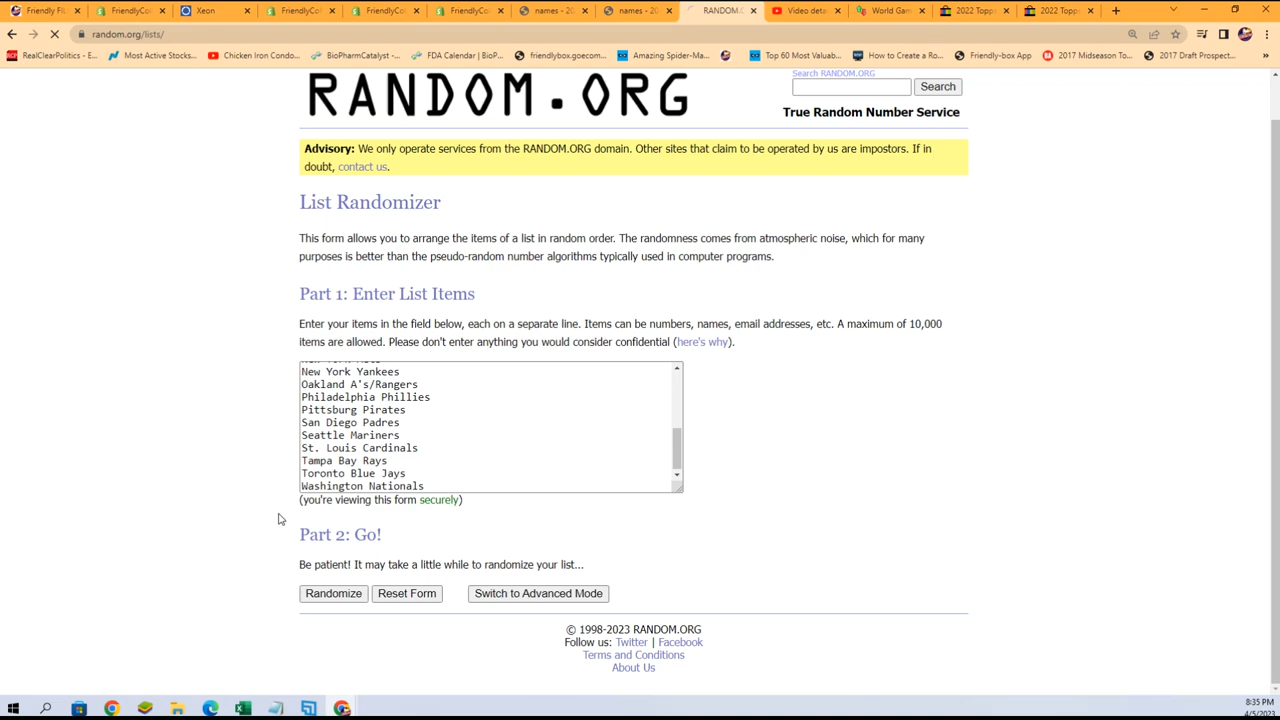 Friendly FR
FriendlyCo
Xeon
FriendlyCo
FriendlyCo
FriendlyCo
names - 20
names - 20
RANDOM.O
Video deta
World Gam
2022 Topp
2022 Topp
random.org/lists/
RealClearPolitics - E...
Most Active Stocks...
Chicken Iron Condo...
BioPharmCatalyst -...
FDA Calendar | BioP...
friendlybox.goecom...
Amazing Spider-Ma...
Top 60 Most Valuab...
How to Create a Ro...
Friendly-box App
2017 Midseason To...
2017 Draft Prospect...
RANDOM.ORG
Search RANDOM.ORG
Search
True Random Number Service
Advisory: We only operate services from the RANDOM.ORG domain. Other sites that claim to be operated by us are impostors. If in
doubt, contact us.
List Randomizer
This form allows you to arrange the items of a list in random order. The randomness comes from atmospheric noise, which for many
purposes is better than the pseudo-random number algorithms typically used in computer programs.
Part 1: Enter List Items
Enter your items in the field below, each on a separate line. Items can be numbers, names, email addresses, etc. A maximum of 10,000
items are allowed. Please don't enter anything you would consider confidential (here's why).
New York Yankees
Oakland A's/Rangers
Philadelphia Phillies
Pittsburg Pirates
San Diego Padres
Seattle Mariners
St. Louis Cardinals
Tampa Bay Rays
Toronto Blue Jays
Washington Nationals
(you're viewing this form securely)
Part 2: Go!
Be patient! It may take a little while to randomize your list...
Randomize
Reset Form
Switch to Advanced Mode
© 1998-2023 RANDOM.ORG
Follow us: Twitter | Facebook
Terms and Conditions
About Us
8:35 PM
4/5/2023